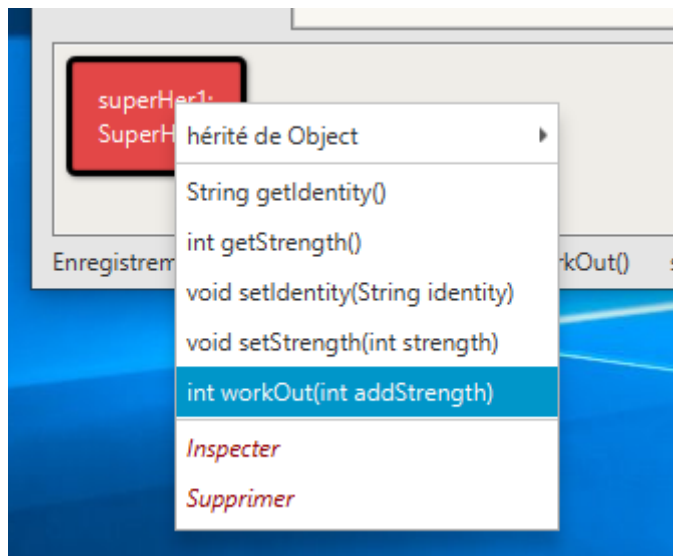 superHer1:
SuperH
hérité de Object
String getIdentity()
int getStrength()
Enregistrem
rkOut()
void setIdentity(String identity)
void setStrength(int strength)
int workOut(int addStrength)
Inspecter
Supprimer